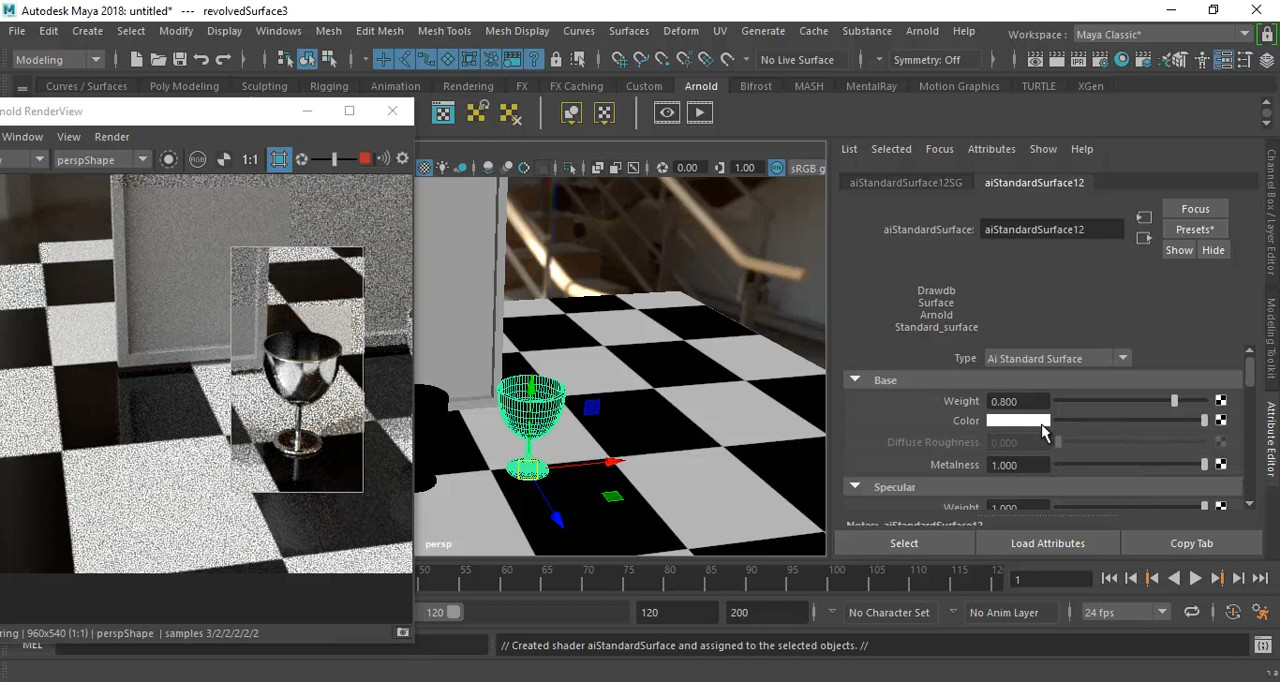 Autodesk Maya 2018: untitled* --- revolvedSurface3
File Edit Create Select Modify Display Windows Mesh Edit Mesh Mesh Tools Mesh Display Curves Surfaces Deform UV Generate Cache Substance Arnold Help Workspace : Maya Classic*
Modeling No Live Surface Symmetry: Off
Curves / Surfaces Poly Modeling Sculpting Rigging Animation Rendering FX FX Caching Custom Arnold Bifrost MASH MentalRay Motion Graphics TURTLE XGen
nold RenderView
Window View Render
perspShape RGB 1:1
0.00 1.00 sRGB g
List Selected Focus Attributes Show Help
aiStandardSurface12SG aiStandardSurface12
aiStandardSurface: aiStandardSurface12
Focus
Presets*
Show Hide
Drawdb
Surface
Arnold
Standard_surface
Type Ai Standard Surface
Base
Weight 0.800
Color
Diffuse Roughness 0.000
Metalness 1.000
Specular
Weight 1.000
Notes: aiStandardSurface12
Select Load Attributes Copy Tab
Channel Box / Layer Editor
Modeling Toolkit
Attribute Editor
persp
50 55 60 65 70 75 80 85 90 95 100 105 110 115 12 1
120 120 200 No Character Set No Anim Layer 24 fps
ring | 960x540 (1:1) | perspShape | samples 3/2/2/2/2/2
MEL // Created shader aiStandardSurface and assigned to the selected objects. //